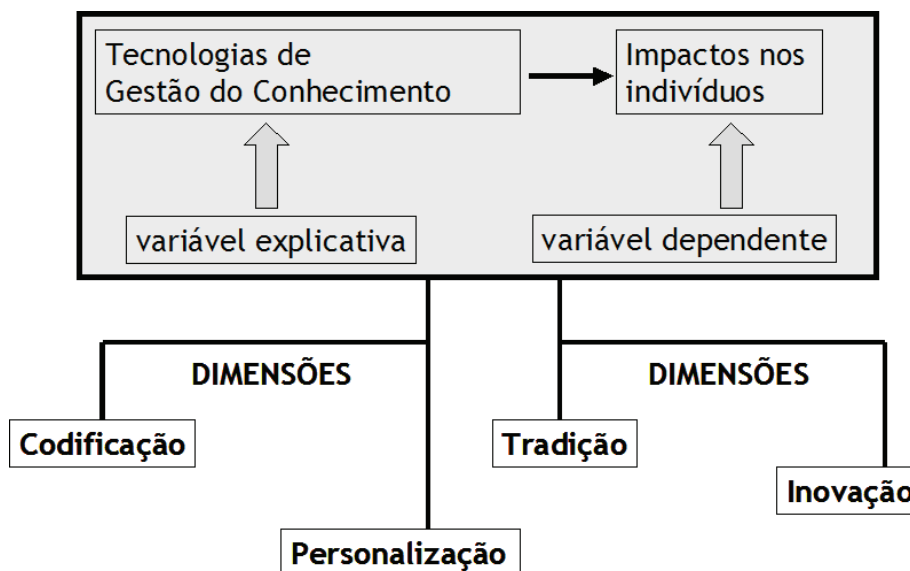 Tecnologias de
Gestão do Conhecimento
Impactos nos
indivíduos
variável explicativa
variável dependente
DIMENSÕES
DIMENSÕES
Codificação
Tradição
Inovação
Personalização